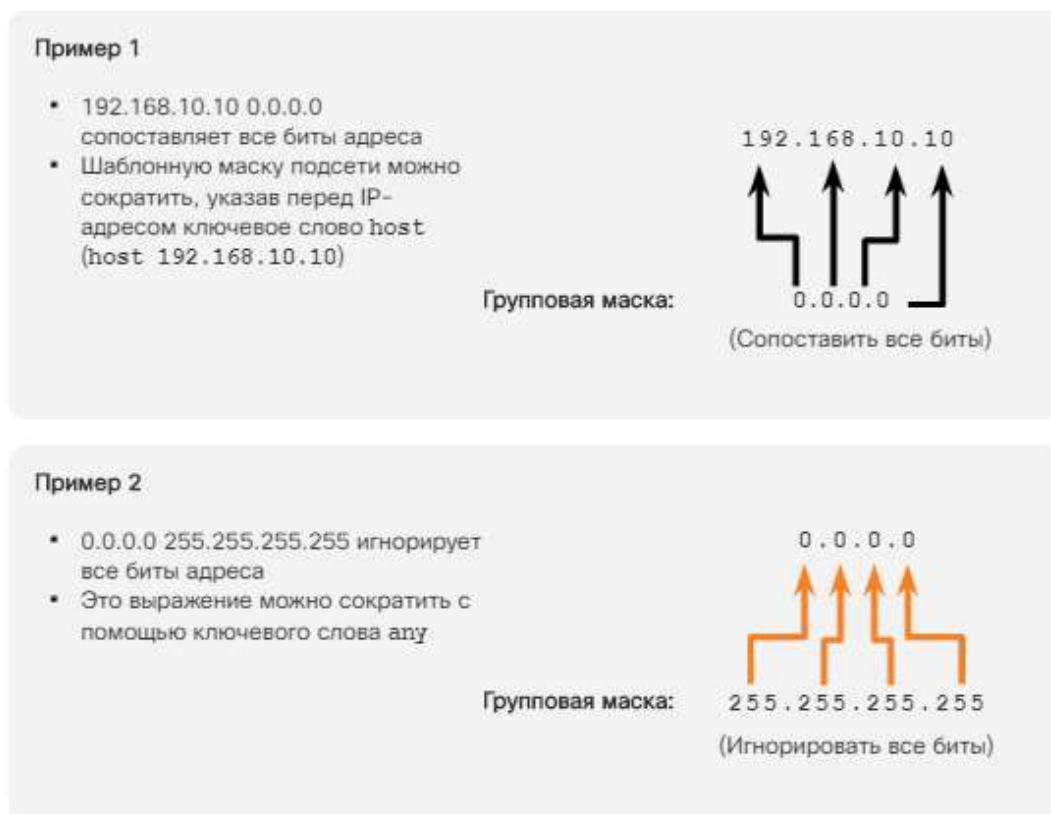 Пример 1
• 192.168.10.10 0.0.0.0
сопоставляет все биты адреса
• Шаблонную маску подсети можно
сократить, указав перед IP-
адресом ключевое слово host
(host 192.168.10.10)
192.168.10.10
Групповая маска:
0.0.0.0
(Сопоставить все биты)
Пример 2
• 0.0.0.0 255.255.255.255 игнорирует
все биты адреса
• Это выражение можно сократить с
помощью ключевого слова any
0.0.0.0
Групповая маска:
255.255.255.255
(Игнорировать все биты)